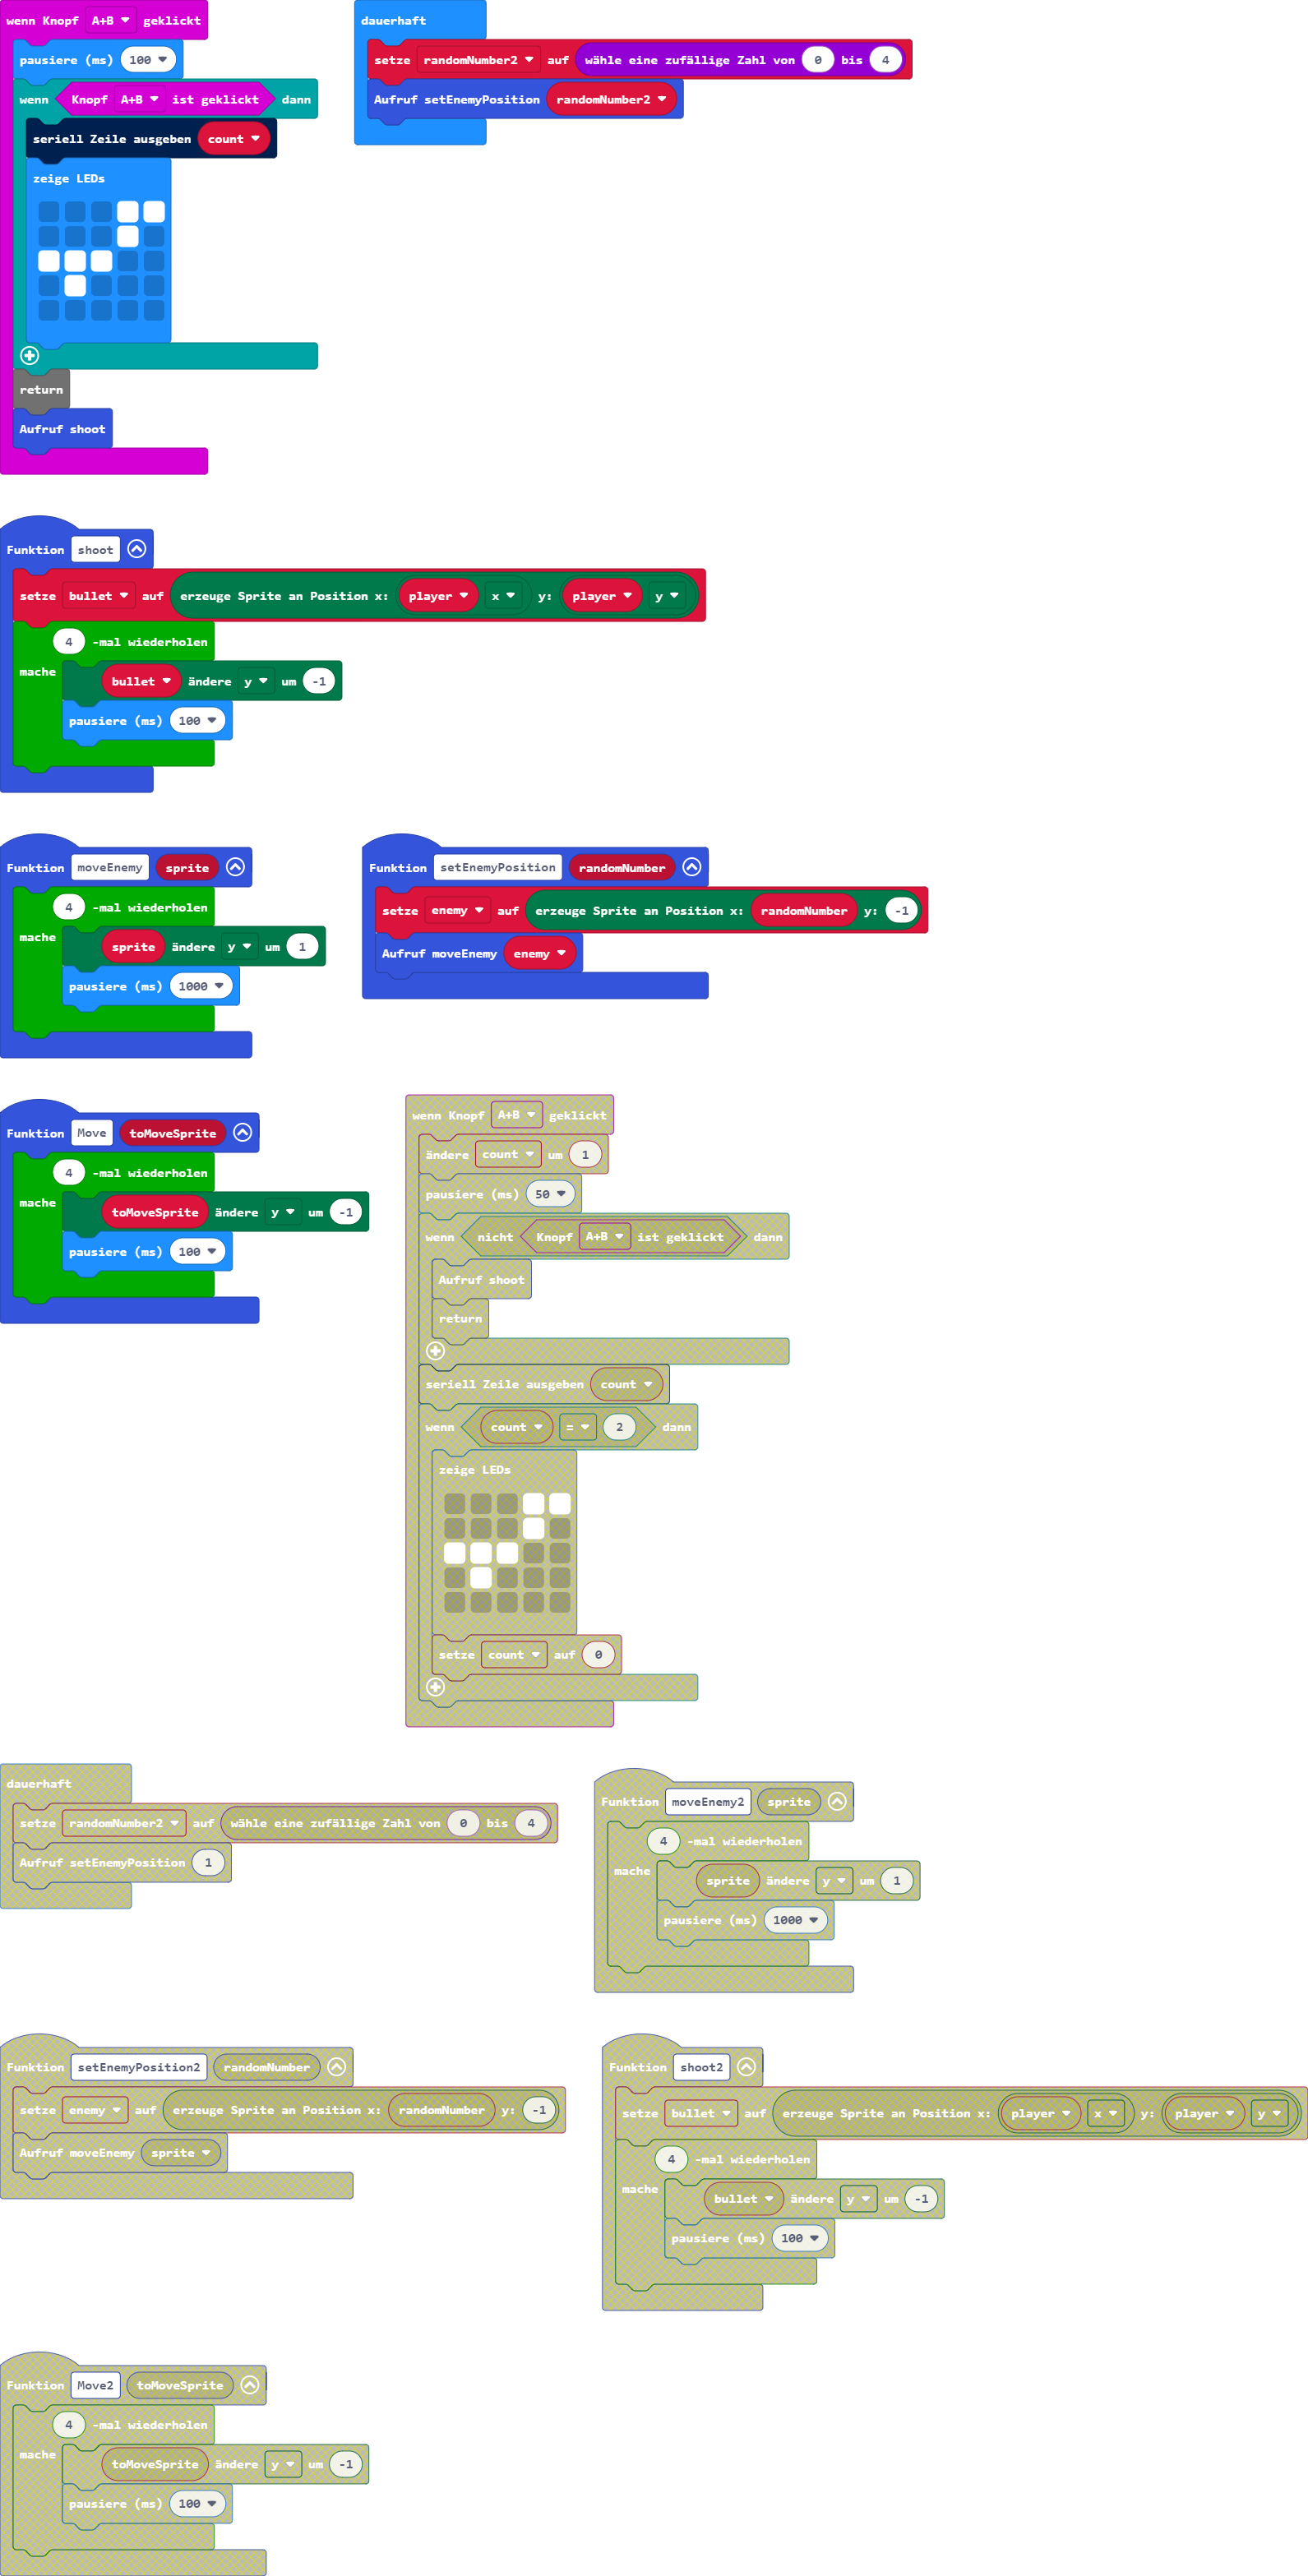 wenn Knopf A+B geklickt
pausiere (ms) 100
wenn Knopf A+B ist geklickt dann
seriell Zeile ausgeben count
zeige LEDs
return
Aufruf shoot
dauerhaft
setze randomNumber2 auf wähle eine zufällige Zahl von 0 bis 4
Aufruf setEnemyPosition randomNumber2
Funktion shoot
setze bullet auf erzeuge Sprite an Position x: player x y: player y
4 -mal wiederholen
mache
bullet ändere y um -1
pausiere (ms) 100
Funktion moveEnemy sprite
4 -mal wiederholen
mache
sprite ändere y um 1
pausiere (ms) 1000
Funktion setEnemyPosition randomNumber
setze enemy auf erzeuge Sprite an Position x: randomNumber y: -1
Aufruf moveEnemy enemy
Funktion Move toMoveSprite
4 -mal wiederholen
mache
toMoveSprite ändere y um -1
pausiere (ms) 100
wenn Knopf A+B geklickt
ändere count um 1
pausiere (ms) 50
wenn nicht Knopf A+B ist geklickt dann
Aufruf shoot
return
seriell Zeile ausgeben count
wenn count = 2 dann
zeige LEDs
setze count auf 0
dauerhaft
setze randomNumber2 auf wähle eine zufällige Zahl von 0 bis 4
Aufruf setEnemyPosition 1
Funktion moveEnemy2 sprite
4 -mal wiederholen
mache
sprite ändere y um 1
pausiere (ms) 1000
Funktion setEnemyPosition2 randomNumber
setze enemy auf erzeuge Sprite an Position x: randomNumber y: -1
Aufruf moveEnemy sprite
Funktion shoot2
setze bullet auf erzeuge Sprite an Position x: player x y: player y
4 -mal wiederholen
mache
bullet ändere y um -1
pausiere (ms) 100
Funktion Move2 toMoveSprite
4 -mal wiederholen
mache
toMoveSprite ändere y um -1
pausiere (ms) 100